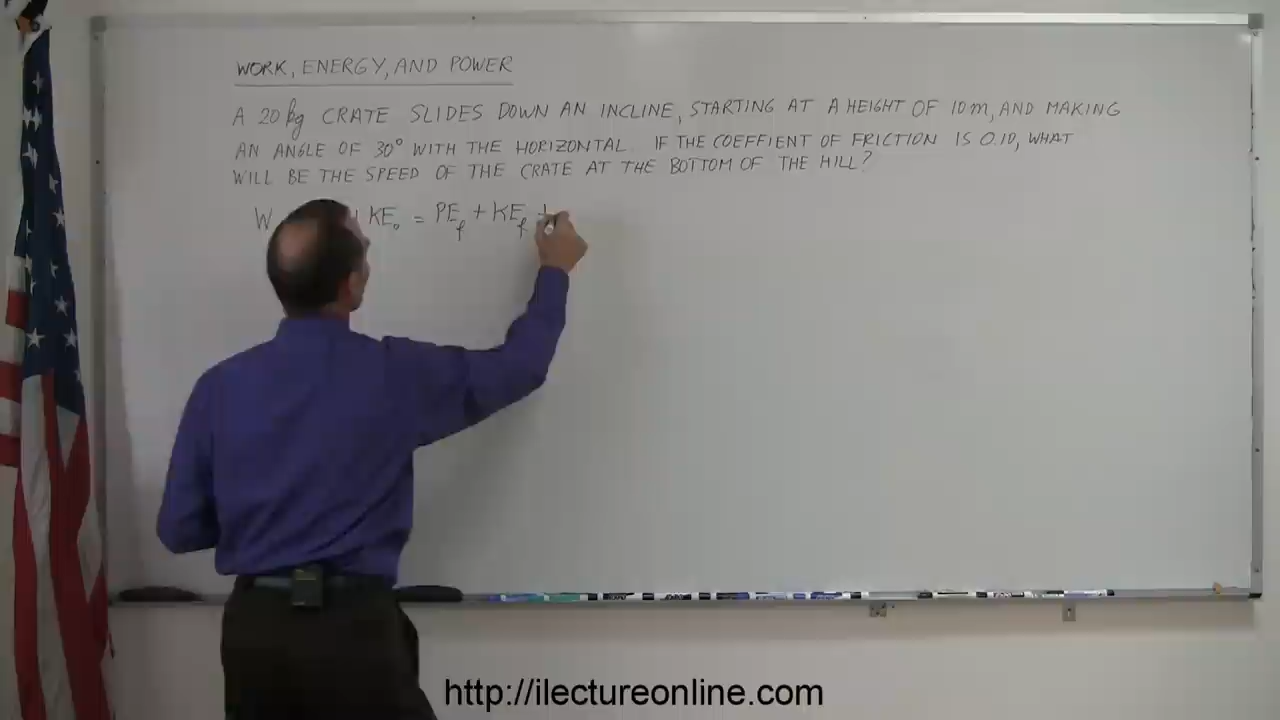 WORK, ENERGY, AND POWER
A 20 kg CRATE SLIDES DOWN AN INCLINE, STARTING AT A HEIGHT OF 10 m, AND MAKING
AN ANGLE OF 30° WITH THE HORIZONTAL. IF THE COEFFIENT OF FRICTION IS 0.10, WHAT
WILL BE THE SPEED OF THE CRATE AT THE BOTTOM OF THE HILL?
W + KE₀ = PE_f + KE_f +
http://ilectureonline.com